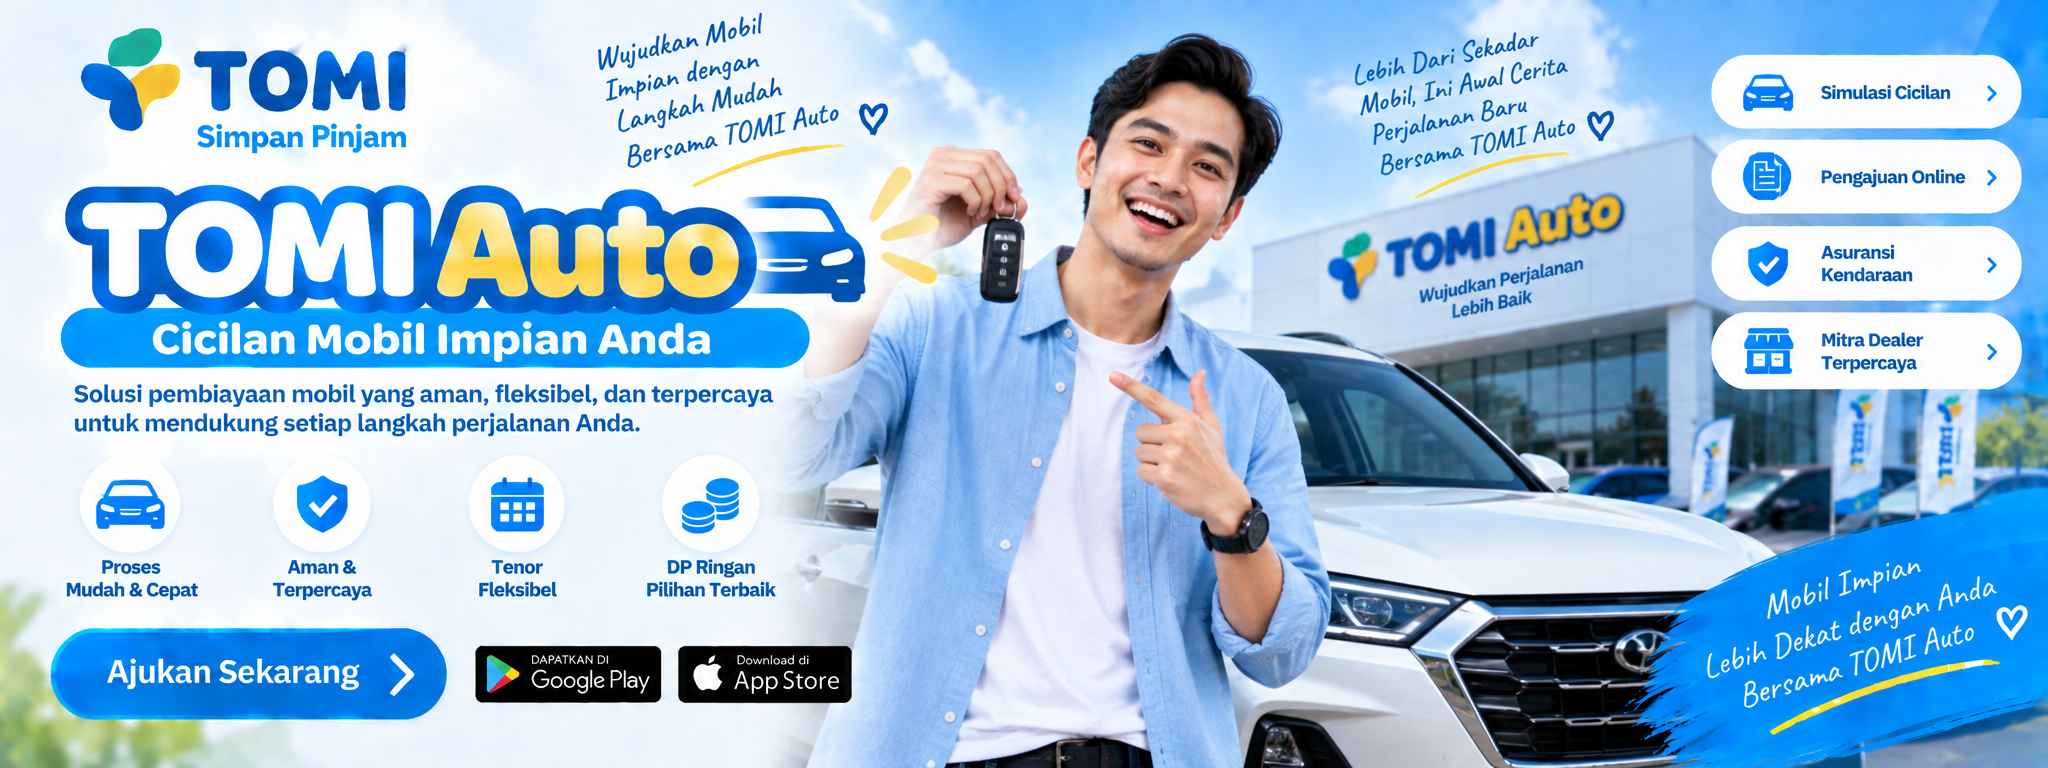 TOMI
Simpan Pinjam
Wujudkan Mobil
Impian dengan
Langkah Mudah
Bersama TOMI Auto
TOMI Auto
Cicilan Mobil Impian Anda
Solusi pembiayaan mobil yang aman, fleksibel, dan terpercaya
untuk mendukung setiap langkah perjalanan Anda.
Proses
Mudah & Cepat
Aman &
Terpercaya
Tenor
Fleksibel
DP Ringan
Pilihan Terbaik
Ajukan Sekarang
DAPATKAN DI
Google Play
Download di
App Store
Lebih Dari Sekadar
Mobil, Ini Awal Cerita
Perjalanan Baru
Bersama TOMI Auto
TOMI Auto
Wujudkan Perjalanan
Lebih Baik
Simulasi Cicilan
Pengajuan Online
Asuransi
Kendaraan
Mitra Dealer
Terpercaya
Mobil Impian
Lebih Dekat dengan Anda
Bersama TOMI Auto